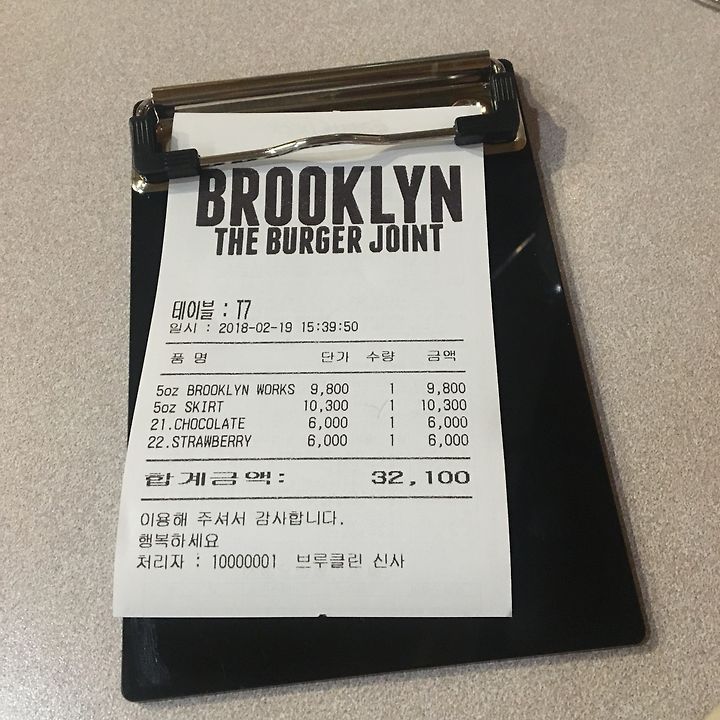 BROOKLYN
THE BURGER JOINT
테이블 : T7
일시 : 2018-02-19 15:39:50
품 명 단가 수량 금액
5oz BROOKLYN WORKS 9,800 1 9,800
5oz SKIRT 10,300 1 10,300
21.CHOCOLATE 6,000 1 6,000
22.STRAWBERRY 6,000 1 6,000
합계금액: 32,100
이용해 주셔서 감사합니다.
행복하세요
처리자 : 10000001 브루클린 신사